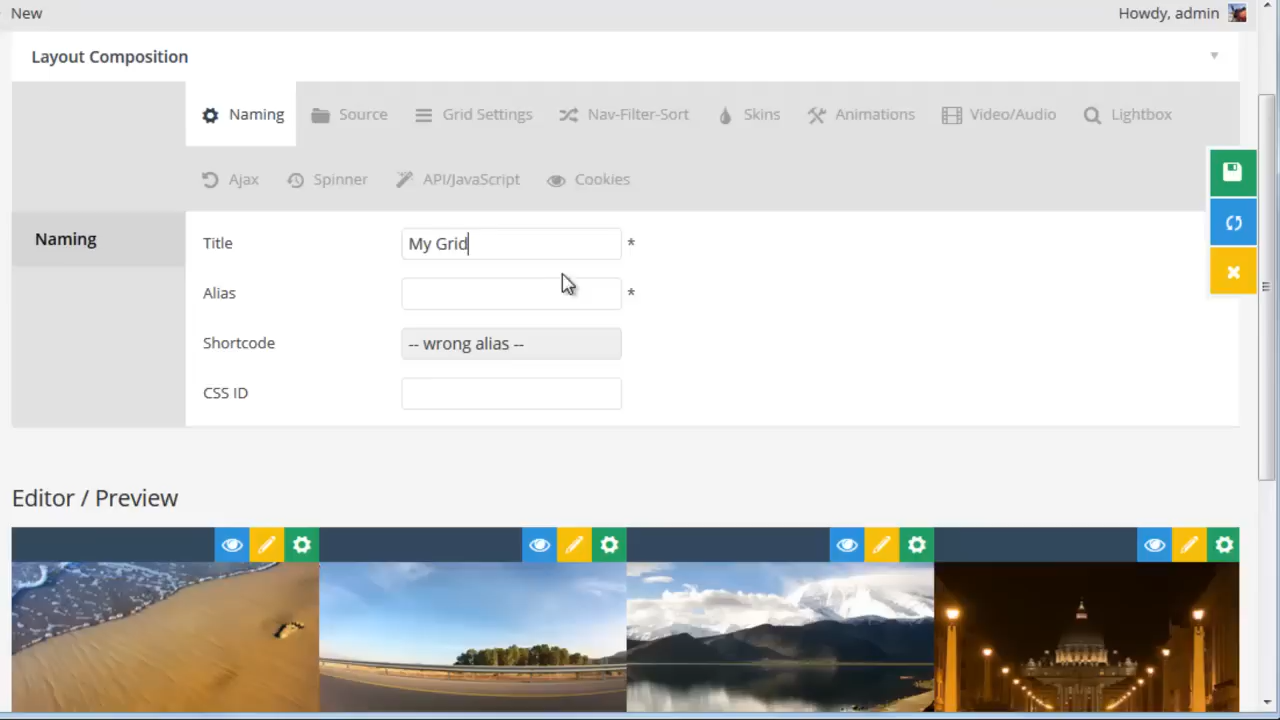 New Howdy, admin
Layout Composition
Naming Source Grid Settings Nav-Filter-Sort Skins Animations Video/Audio Lightbox
Ajax Spinner API/JavaScript Cookies
Naming
Title My Grid *
Alias *
Shortcode -- wrong alias --
CSS ID
Editor / Preview